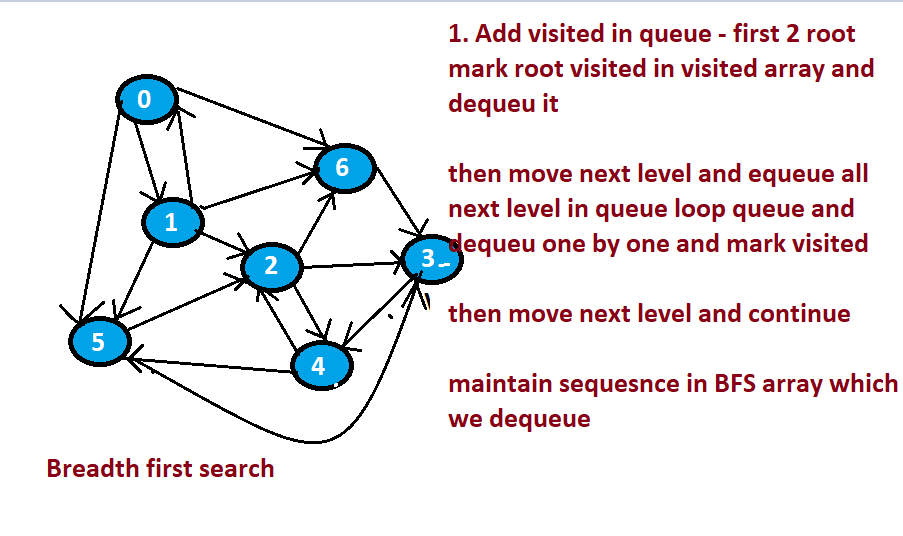 1. Add visited in queue - first 2 root
mark root visited in visited array and
dequeu it
then move next level and equeue all
next level in queue loop queue and
dequeu one by one and mark visited
then move next level and continue
maintain sequesnce in BFS array which
we dequeue
0
6
1
2
3
5
4
Breadth first search